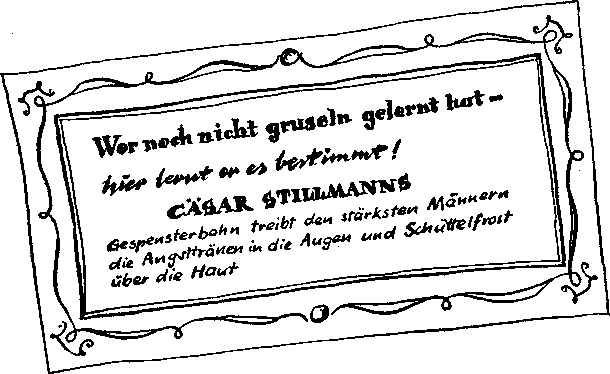 Wer noch nicht gruseln gelernt hat –
hier lernt er es bestimmt!
CÄSAR STILLMANNS
Gespensterbahn treibt den stärksten Männern
die Angsttränen in die Augen und Schüttelfrost
über die Haut